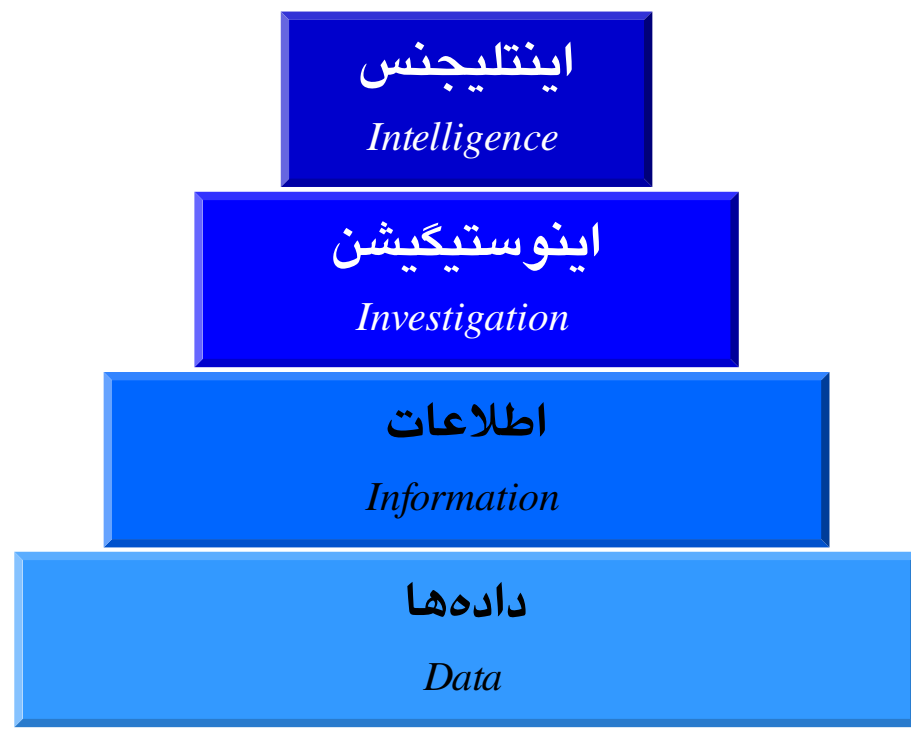 اینتلیجنس
Intelligence
اینوستیگیشن
Investigation
اطلاعات
Information
داده‌ها
Data